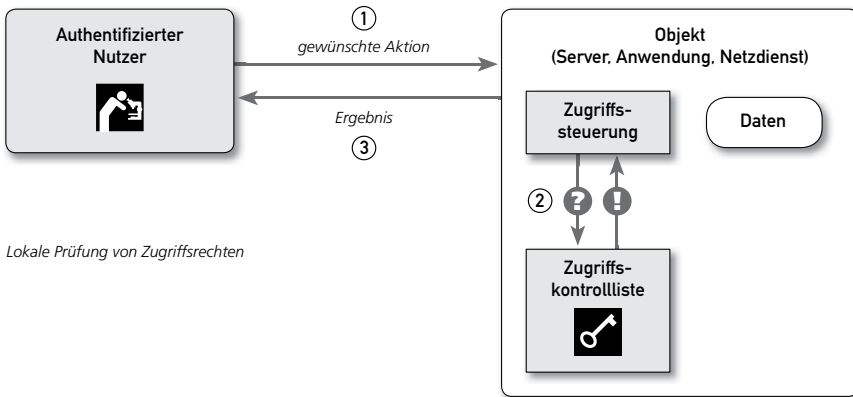 Authentifizierter
Nutzer
1
gewünschte Aktion
Ergebnis
3
Objekt
(Server, Anwendung, Netzdienst)
Zugriffs-
steuerung
Daten
2
?
!
Zugriffs-
kontrollliste
Lokale Prüfung von Zugriffsrechten